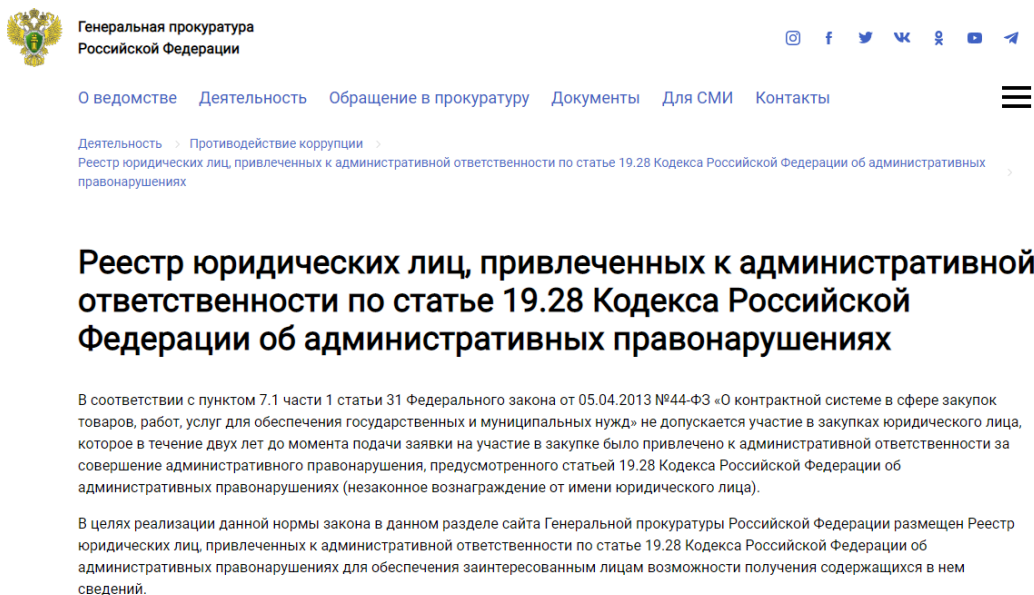 Генеральная прокуратура
Российской Федерации
О ведомстве Деятельность Обращение в прокуратуру Документы Для СМИ Контакты
Деятельность > Противодействие коррупции >
Реестр юридических лиц, привлеченных к административной ответственности по статье 19.28 Кодекса Российской Федерации об административных
правонарушениях >
Реестр юридических лиц, привлеченных к административной
ответственности по статье 19.28 Кодекса Российской
Федерации об административных правонарушениях
В соответствии с пунктом 7.1 части 1 статьи 31 Федерального закона от 05.04.2013 №44-ФЗ «О контрактной системе в сфере закупок
товаров, работ, услуг для обеспечения государственных и муниципальных нужд» не допускается участие в закупках юридического лица,
которое в течение двух лет до момента подачи заявки на участие в закупке было привлечено к административной ответственности за
совершение административного правонарушения, предусмотренного статьей 19.28 Кодекса Российской Федерации об
административных правонарушениях (незаконное вознаграждение от имени юридического лица).
В целях реализации данной нормы закона в данном разделе сайта Генеральной прокуратуры Российской Федерации размещен Реестр
юридических лиц, привлеченных к административной ответственности по статье 19.28 Кодекса Российской Федерации об
административных правонарушениях для обеспечения заинтересованным лицам возможности получения содержащихся в нем
сведений.